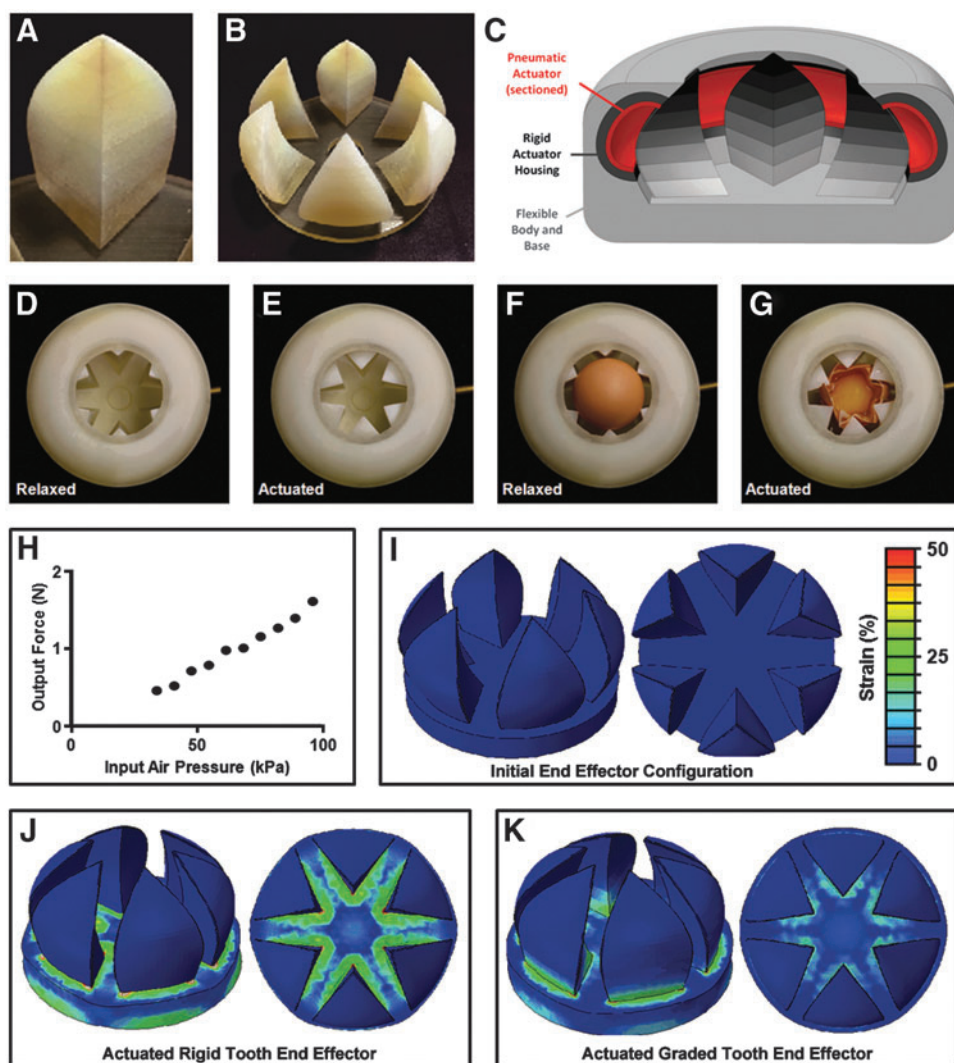 A
B
C
Pneumatic
Actuator
(sectioned)
Rigid
Actuator
Housing
Flexible
Body and
Base
D
Relaxed
E
Actuated
F
Relaxed
G
Actuated
H
Output Force (N)
2
1
0
0
50
100
Input Air Pressure (kPa)
I
Initial End Effector Configuration
Strain (%)
50
25
0
J
Actuated Rigid Tooth End Effector
K
Actuated Graded Tooth End Effector